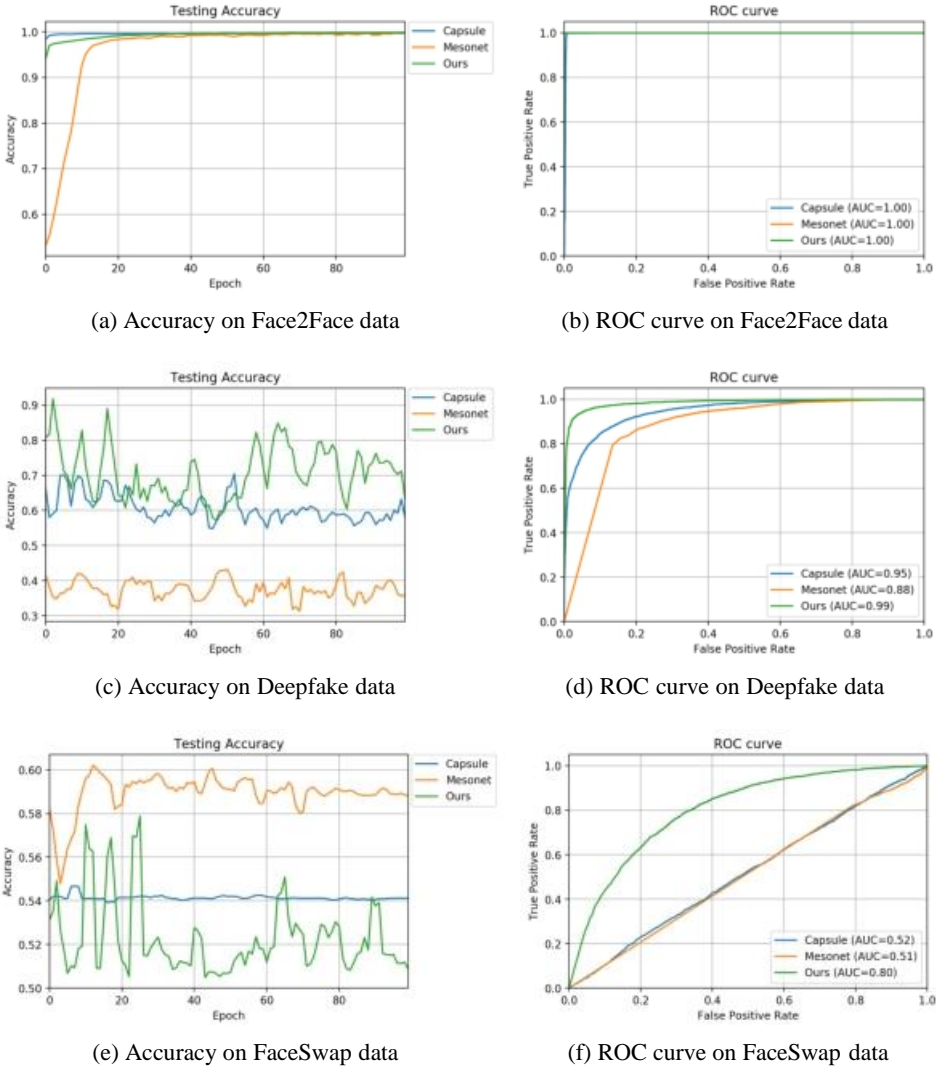 Testing Accuracy
1.0
0.9
0.8
0.7
0.6
Accuracy
0 20 40 60 80
Epoch
Capsule
Mesonet
Ours
ROC curve
1.0
0.8
0.6
0.4
0.2
0.0
True Positive Rate
0.0 0.2 0.4 0.6 0.8 1.0
False Positive Rate
Capsule (AUC=1.00)
Mesonet (AUC=1.00)
Ours (AUC=1.00)
(a) Accuracy on Face2Face data
(b) ROC curve on Face2Face data
Testing Accuracy
0.9
0.8
0.7
0.6
0.5
0.4
0.3
Accuracy
0 20 40 60 80
Epoch
Capsule
Mesonet
Ours
ROC curve
1.0
0.8
0.6
0.4
0.2
0.0
True Positive Rate
0.0 0.2 0.4 0.6 0.8 1.0
False Positive Rate
Capsule (AUC=0.95)
Mesonet (AUC=0.88)
Ours (AUC=0.99)
(c) Accuracy on Deepfake data
(d) ROC curve on Deepfake data
Testing Accuracy
0.60
0.58
0.56
0.54
0.52
0.50
Accuracy
0 20 40 60 80
Epoch
Capsule
Mesonet
Ours
ROC curve
1.0
0.8
0.6
0.4
0.2
0.0
True Positive Rate
0.0 0.2 0.4 0.6 0.8 1.0
False Positive Rate
Capsule (AUC=0.52)
Mesonet (AUC=0.51)
Ours (AUC=0.80)
(e) Accuracy on FaceSwap data
(f) ROC curve on FaceSwap data